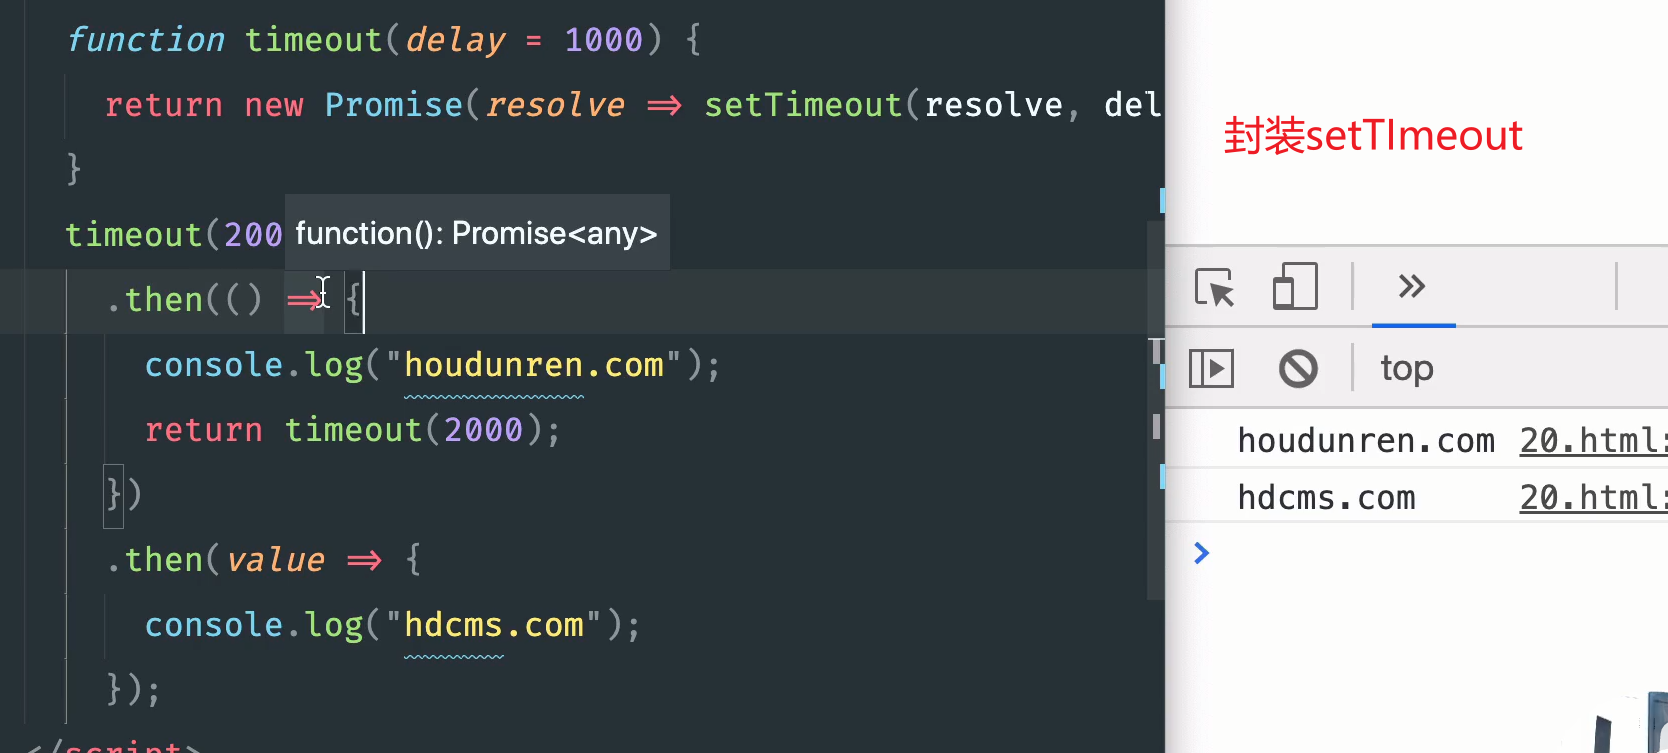 function timeout(delay = 1000) {
return new Promise(resolve => setTimeout(resolve, del
}
timeout(200
function(): Promise<any>
.then(() => {
console.log("houdunren.com");
return timeout(2000);
})
.then(value => {
console.log("hdcms.com");
});
</script>
封装setTImeout
top
houdunren.com 20.html:
hdcms.com 20.html: